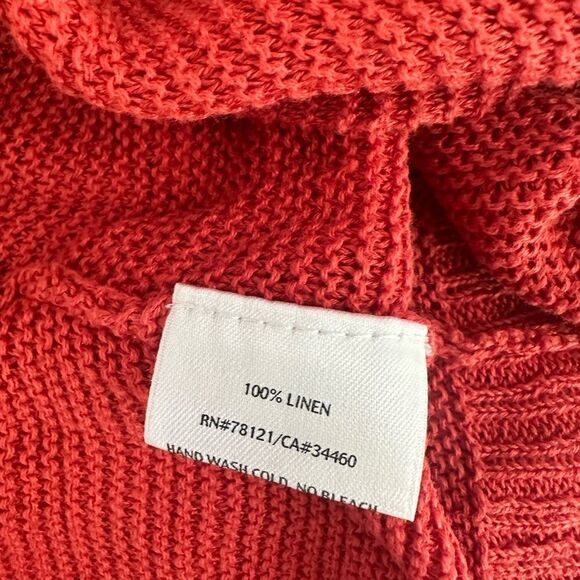 100% LINEN
RN#78121/CA#34460
HAND WASH COLD, NO BLEACH